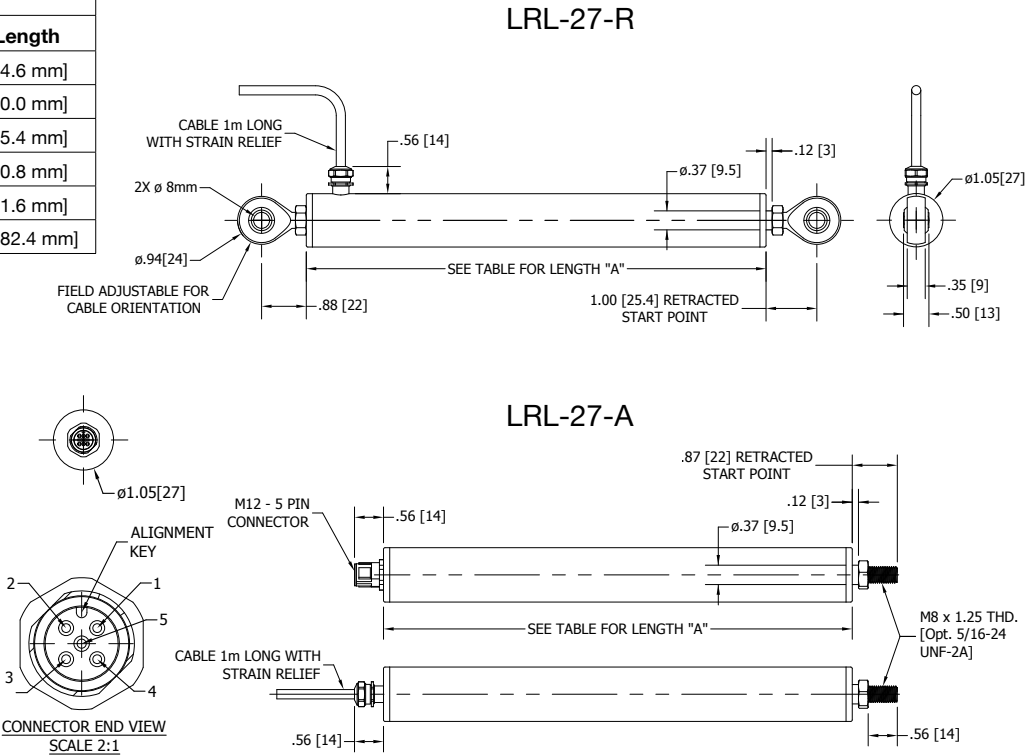 Length
4.6 mm]
0.0 mm]
5.4 mm]
0.8 mm]
1.6 mm]
82.4 mm]
LRL-27-R
CABLE 1m LONG
WITH STRAIN RELIEF
.56 [14]
ø.37 [9.5]
.12 [3]
ø1.05[27]
2X ø 8mm
ø.94[24]
SEE TABLE FOR LENGTH "A"
FIELD ADJUSTABLE FOR
CABLE ORIENTATION
.88 [22]
1.00 [25.4] RETRACTED
START POINT
.35 [9]
.50 [13]
LRL-27-A
ø1.05[27]
.87 [22] RETRACTED
START POINT
M12 - 5 PIN
CONNECTOR
.56 [14]
.12 [3]
ø.37 [9.5]
ALIGNMENT
KEY
2
1
5
3
4
SEE TABLE FOR LENGTH "A"
M8 x 1.25 THD.
[Opt. 5/16-24
UNF-2A]
CABLE 1m LONG WITH
STRAIN RELIEF
CONNECTOR END VIEW
SCALE 2:1
.56 [14]
.56 [14]